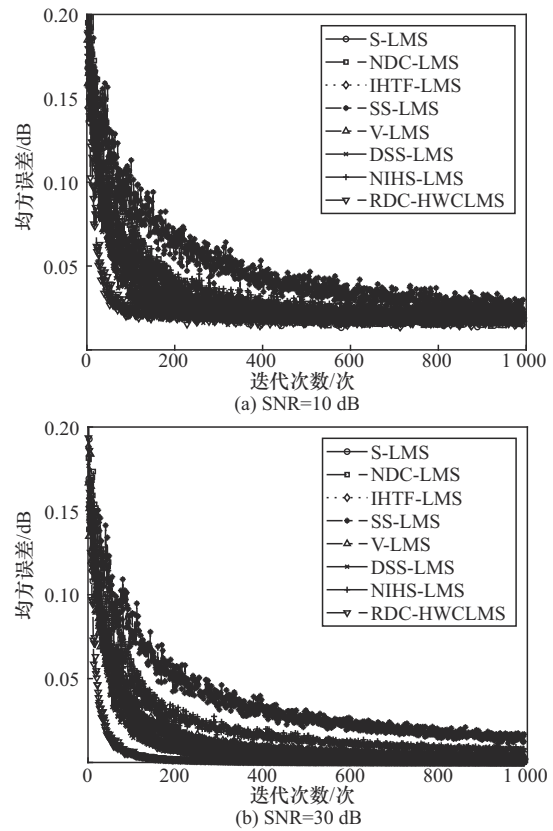 0.20
0.15
0.10
0.05
均方误差/dB
S-LMS
NDC-LMS
IHTF-LMS
SS-LMS
V-LMS
DSS-LMS
NIHS-LMS
RDC-HWCLMS
0 200 400 600 800 1 000
迭代次数/次
(a) SNR=10 dB
0.20
0.15
0.10
0.05
均方误差/dB
S-LMS
NDC-LMS
IHTF-LMS
SS-LMS
V-LMS
DSS-LMS
NIHS-LMS
RDC-HWCLMS
0 200 400 600 800 1 000
迭代次数/次
(b) SNR=30 dB